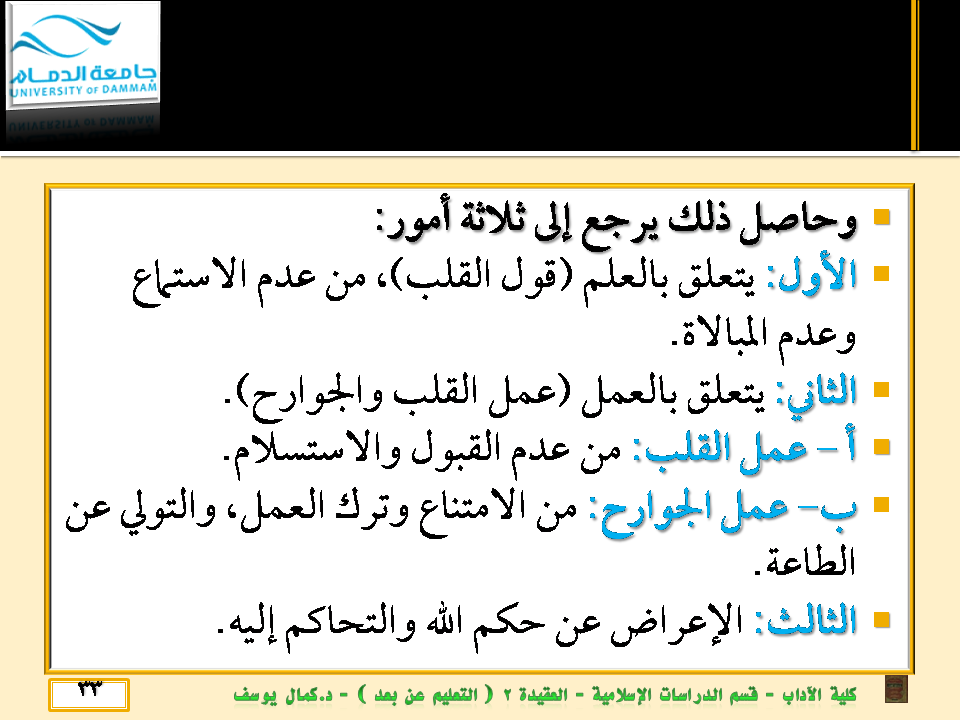 جامعة الدمام
UNIVERSITY OF DAMMAM
وحاصل ذلك يرجع إلى ثلاثة أمور:
الأول: يتعلق بالعلم (قول القلب)، من عدم الاستماع
وعدم المبالاة.
الثاني: يتعلق بالعمل (عمل القلب والجوارح).
أ – عمل القلب: من عدم القبول والاستسلام.
ب– عمل الجوارح: من الامتناع وترك العمل، والتولي عن
الطاعة.
الثالث: الإعراض عن حكم الله والتحاكم إليه.
كلية الآداب - قسم الدراسات الإسلامية - العقيدة ٢ ( التعليم عن بعد ) - د.كمال يوسف
٣٣